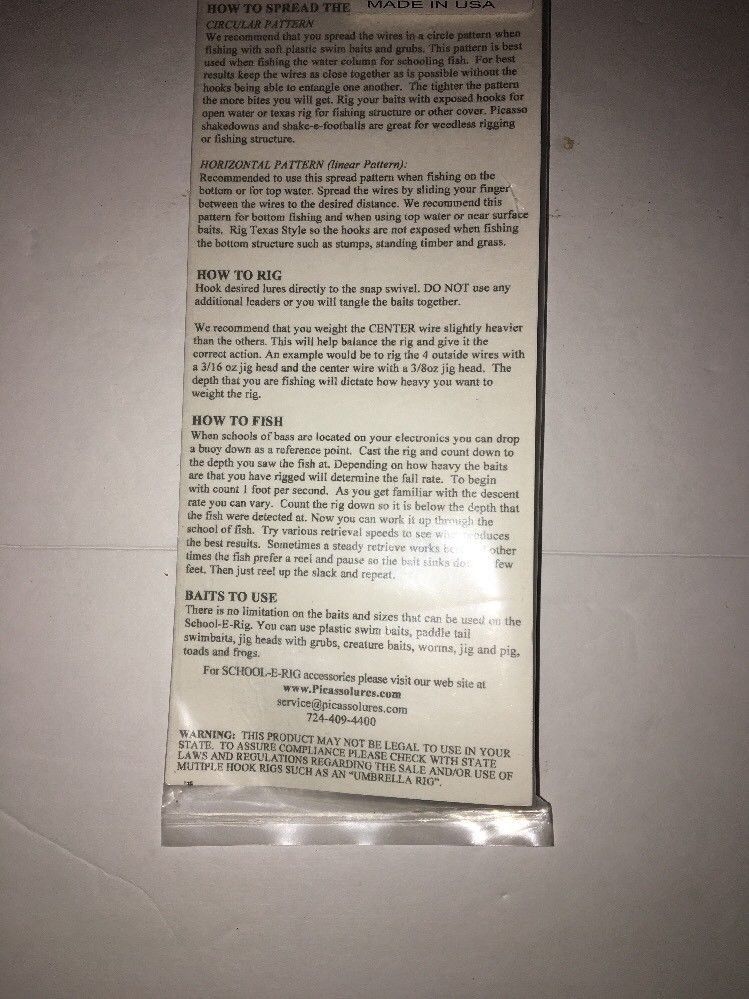 HOW TO SPREAD THE
MADE IN USA
CIRCULAR PATTERN
We recommend that you spread the wires in a circle pattern when
fishing with soft plastic swim baits and grubs. This pattern is best
used when fishing the water column for schooling fish. For best
results keep the wires as close together as is possible without the
hooks being able to entangle one another. The tighter the pattern
the more bites you will get. Rig your baits with exposed hooks for
open water or texas rig for fishing structure or other cover. Picasso
shakedowns and shake-e-footballs are great for weedless rigging
or fishing structure.
HORIZONTAL PATTERN (linear Pattern):
Recommended to use this spread pattern when fishing on the
bottom or for top water. Spread the wires by sliding your finger
between the wires to the desired distance. We recommend this
pattern for bottom fishing and when using top water or near surface
baits. Rig Texas Style so the hooks are not exposed when fishing
the bottom structure such as stumps, standing timber and grass.
HOW TO RIG
Hook desired lures directly to the snap swivel. DO NOT use any
additional leaders or you will tangle the baits together.
We recommend that you weight the CENTER wire slightly heavier
than the others. This will help balance the rig and give it the
correct action. An example would be to rig the 4 outside wires with
a 3/16 oz jig head and the center wire with a 3/8oz jig head. The
depth that you are fishing will dictate how heavy you want to
weight the rig.
HOW TO FISH
When schools of bass are located on your electronics you can drop
a buoy down as a reference point. Cast the rig and count down to
the depth you saw the fish at. Depending on how heavy the baits
are that you have rigged will determine the fall rate. To begin
with count 1 foot per second. As you get familiar with the descent
rate you can vary. Count the rig down so it is below the depth that
the fish were detected at. Now you can work it up through the
school of fish. Try various retrieval speeds to see
the best results. Sometimes a steady retrieve works other
times the fish prefer a reel and pause so the bait sinks few
feet. Then just reel up the slack and repeat.
BAITS TO USE
There is no limitation on the baits and sizes that can be used on the
School-E-Rig. You can use plastic swim baits, paddle tail
swimbaits, jig heads with grubs, creature baits, worms, jig and pig,
toads and frogs.
For SCHOOL-E-RIG accessories please visit our web site at
www.Picassolures.com
service@picassolures.com
724-409-4400
WARNING: THIS PRODUCT MAY NOT BE LEGAL TO USE IN YOUR
STATE. TO ASSURE COMPLIANCE PLEASE CHECK WITH STATE
LAWS AND REGULATIONS REGARDING THE SALE AND/OR USE OF
MUTIPLE HOOK RIGS SUCH AS AN "UMBRELLA RIG".